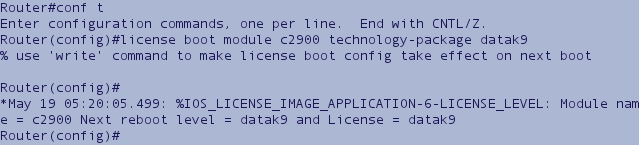 Router#conf t
Enter configuration commands, one per line.  End with CNTL/Z.
Router(config)#license boot module c2900 technology-package datak9
% use 'write' command to make license boot config take effect on next boot
Router(config)#
*May 19 05:20:05.499: %IOS_LICENSE_IMAGE_APPLICATION-6-LICENSE_LEVEL: Module nam
e = c2900 Next reboot level = datak9 and License = datak9
Router(config)#